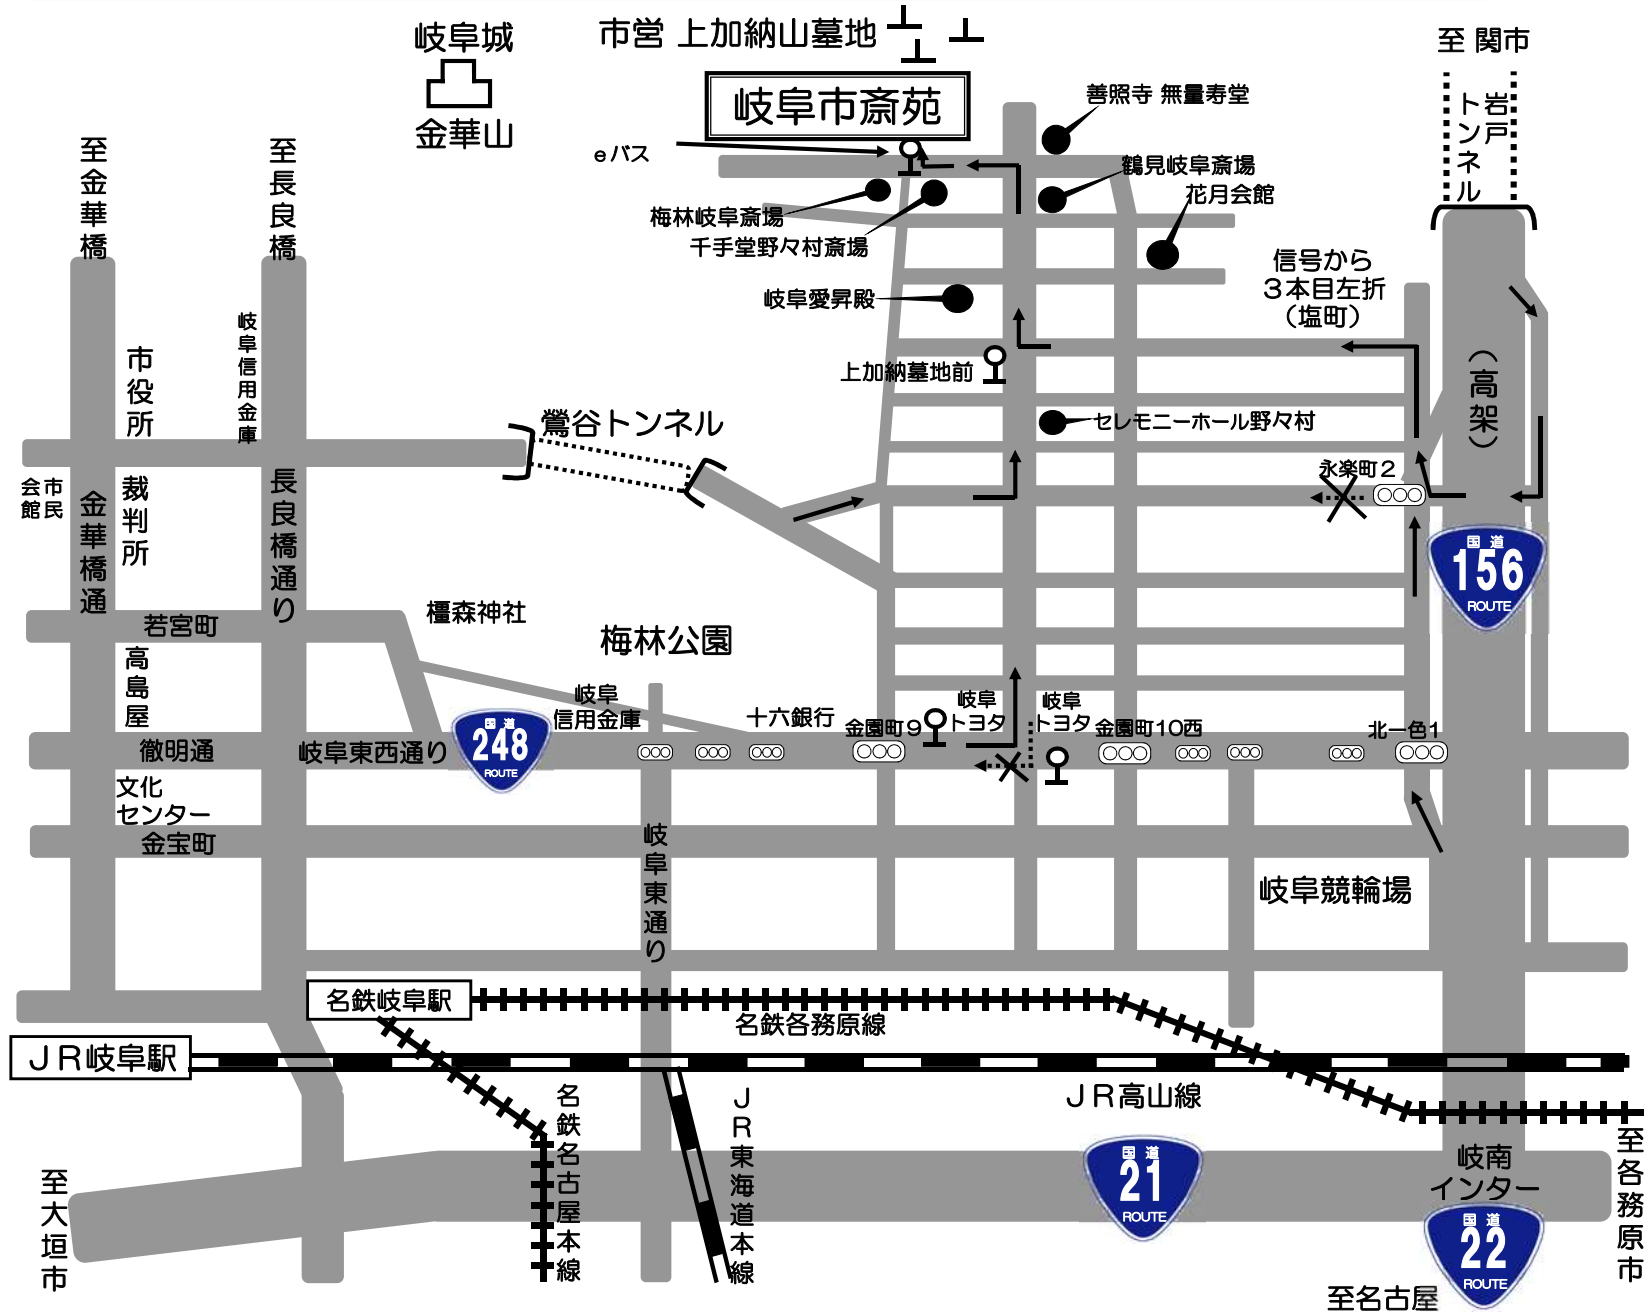 岐阜城
金華山
市営 上加納山墓地
岐阜市斎苑
eバス
善照寺 無量寿堂
鶴見岐阜斎場
花月会館
梅林岐阜斎場
千手堂野々村斎場
岐阜愛昇殿
上加納墓地前
セレモニーホール野々村
信号から
3本目左折
(塩町)
至 関市
岩戸
トンネル
(高架)
永楽町2
国道
156
ROUTE
至金華橋
至長良橋
市役所
岐阜信用金庫
鶯谷トンネル
市民
会館
金華橋通
裁判所
長良橋通り
若宮町
橿森神社
梅林公園
高島屋
岐阜
信用金庫
十六銀行
金園町9
岐阜
トヨタ
岐阜
トヨタ
金園町10西
北一色1
徹明通
岐阜東西通り
国道
248
ROUTE
文化
センター
金宝町
岐阜東通り
岐阜競輪場
名鉄岐阜駅
名鉄各務原線
JR岐阜駅
JR高山線
名鉄名古屋本線
JR東海道本線
至大垣市
国道
21
ROUTE
岐南
インター
国道
22
ROUTE
至各務原市
至名古屋